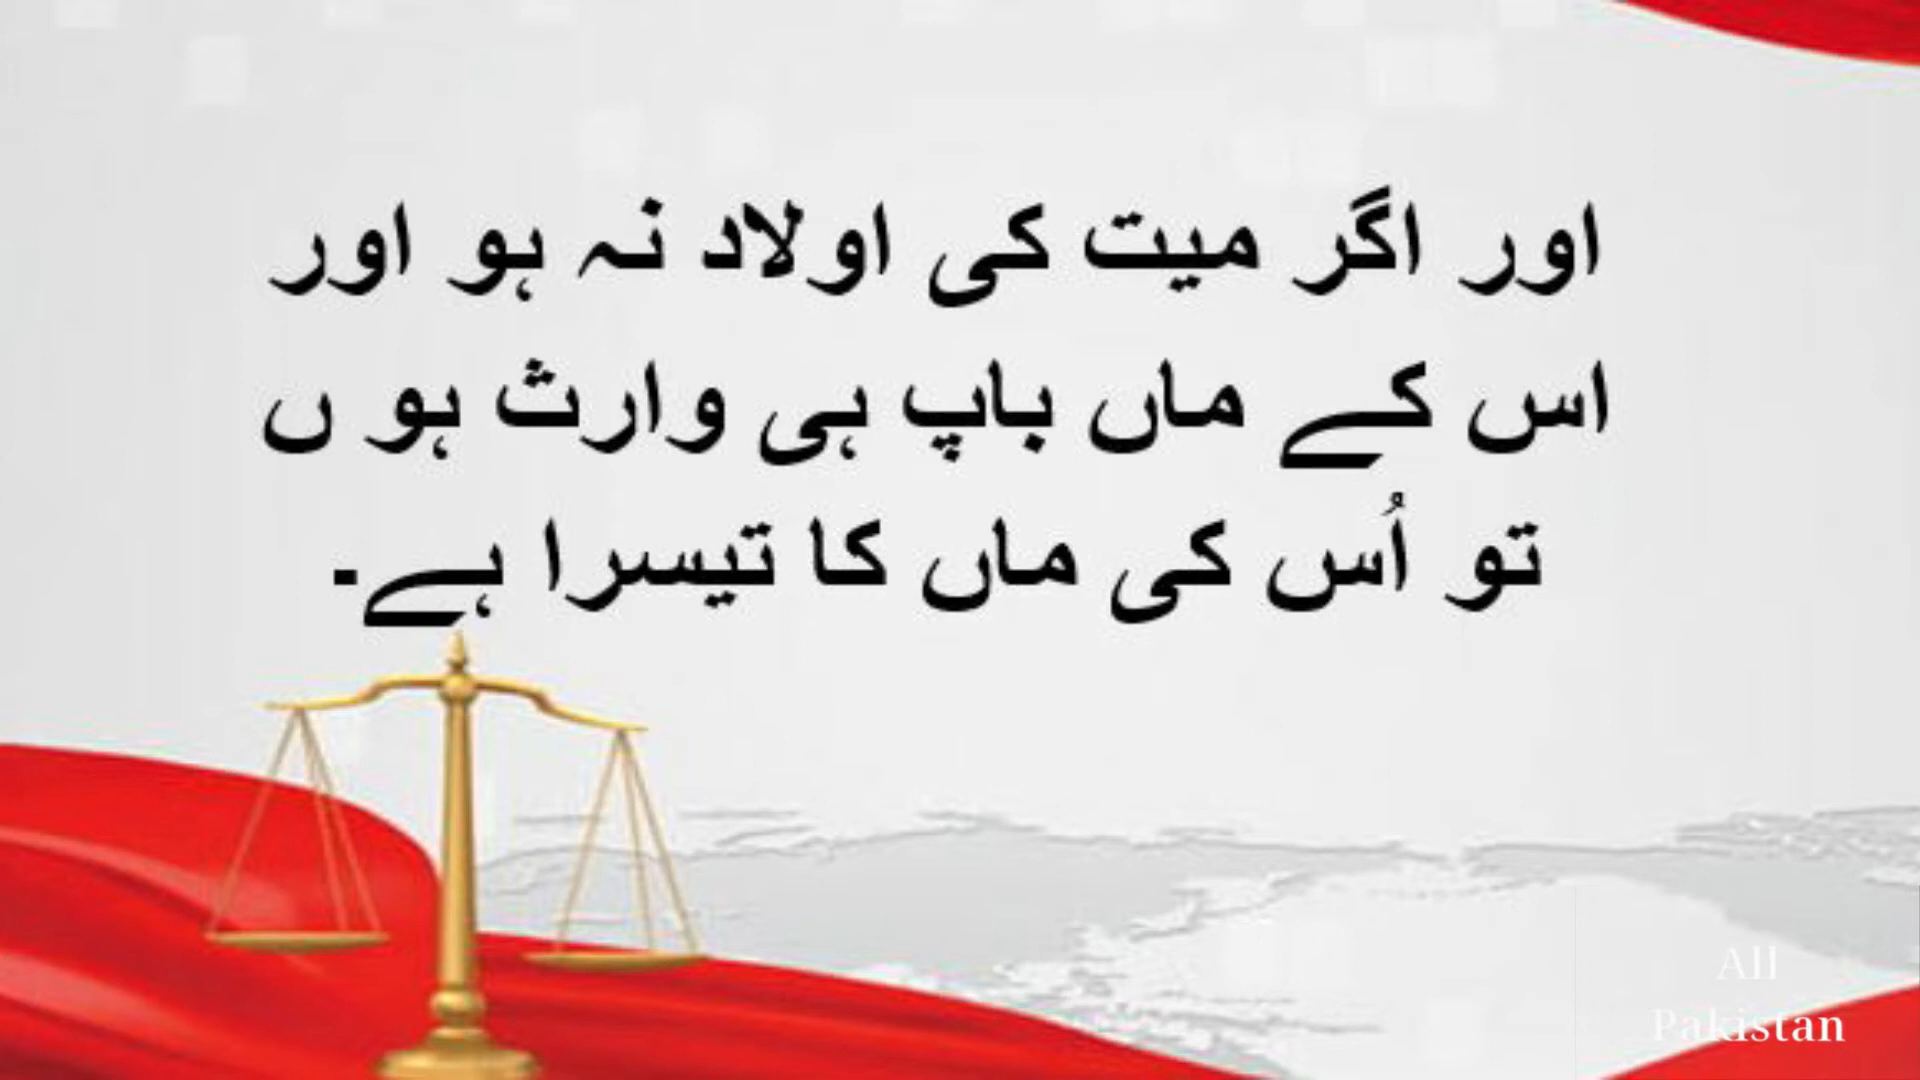 اور اگر میت کی اولاد نہ ہو اور
اس کے ماں باپ ہی وارث ہو ں
تو اُس کی ماں کا تیسرا ہے۔
All
Pakistan